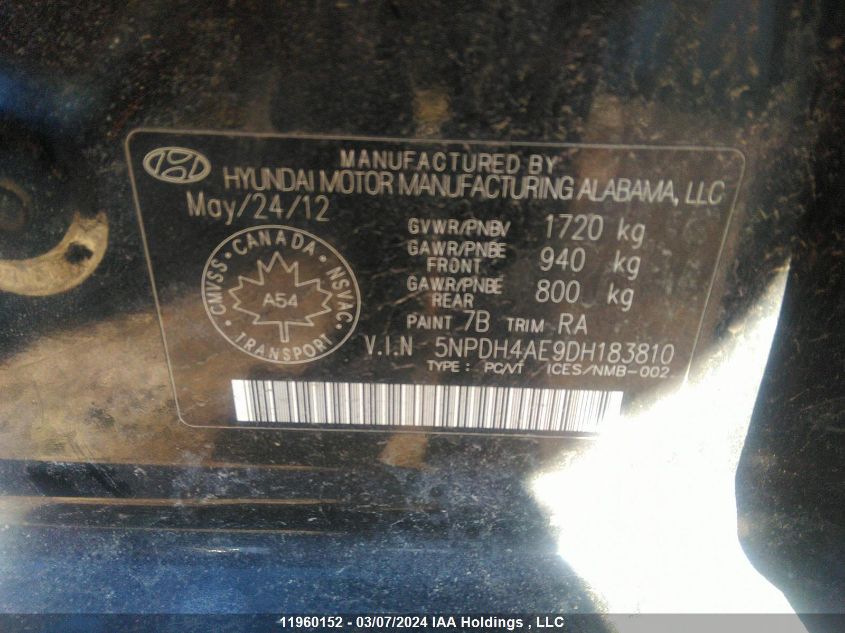 MANUFACTURED BY
HYUNDAI MOTOR MANUFACTURING ALABAMA, LLC
May/24/12
GVWR/PNBV 1720 kg
GAWR/PNBE FRONT 940 kg
GAWR/PNBE REAR 800 kg
CMVSS · CANADA · NSVAC · TRANSPORT ·
A54
PAINT 7B TRIM RA
V.I.N 5NPDH4AE9DH183810
TYPE : PC/VT ICES/NMB-002
11960152 - 03/07/2024 IAA Holdings , LLC